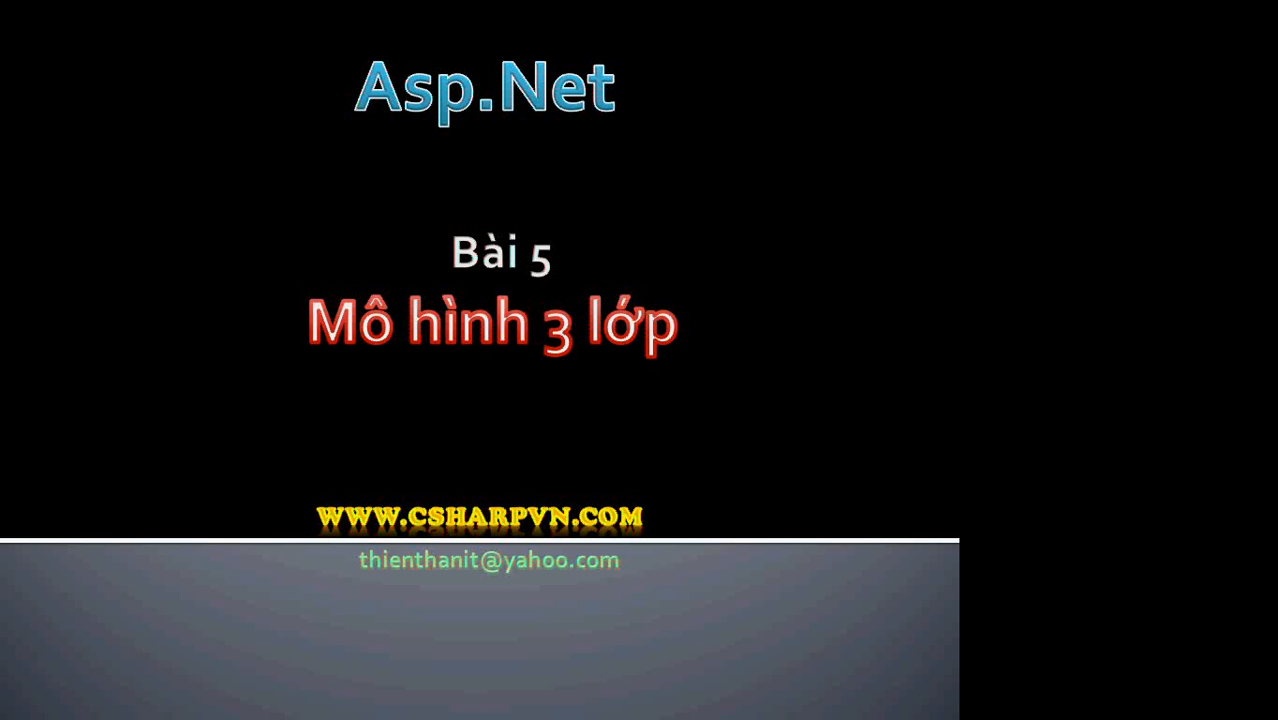 Asp.Net
Bài 5
Mô hình 3 lớp
WWW.CSHARPVN.COM
thienthanit@yahoo.com